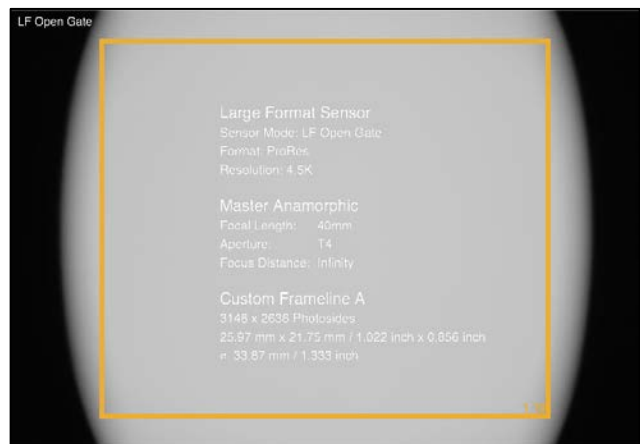 LF Open Gate
Large Format Sensor
Sensor Mode: LF Open Gate
Format: ProRes
Resolution: 4.5K
Master Anamorphic
Focal Length: 40mm
Aperture: T4
Focus Distance: Infinity
Custom Frameline A
3148 x 2636 Photosides
25.97 mm x 21.75 mm / 1.022 inch x 0.856 inch
ø: 33.87 mm / 1.333 inch